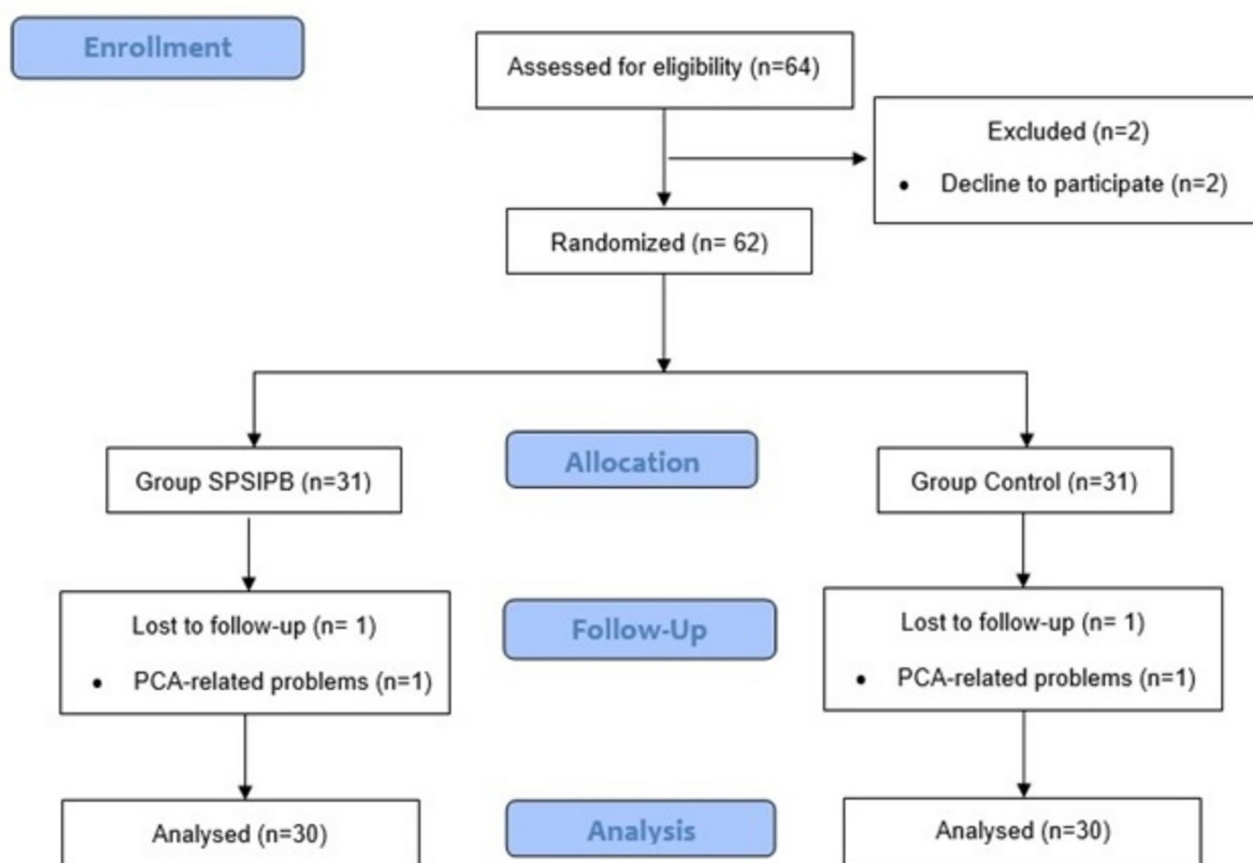 Enrollment
Assessed for eligibility (n=64)
Excluded (n=2)
• Decline to participate (n=2)
Randomized (n= 62)
Allocation
Group SPSIPB (n=31)
Group Control (n=31)
Follow-Up
Lost to follow-up (n= 1)
• PCA-related problems (n=1)
Lost to follow-up (n= 1)
• PCA-related problems (n=1)
Analysis
Analysed (n=30)
Analysed (n=30)